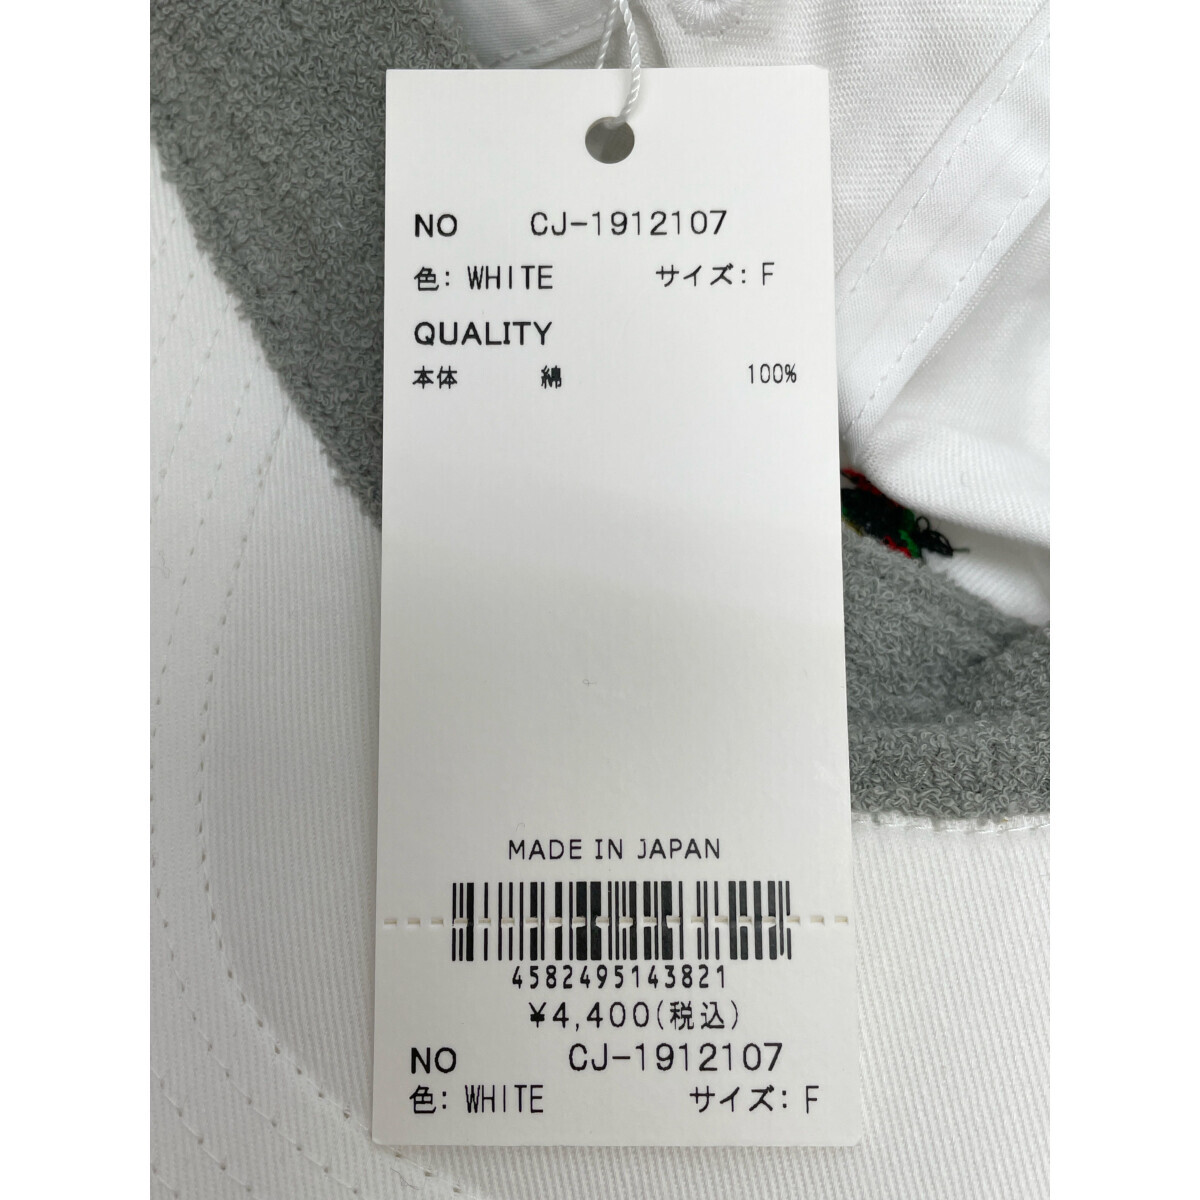 NO CJ-1912107
色: WHITE サイズ: F
QUALITY
本体 綿 100%
MADE IN JAPAN
4582495143821
¥4,400(税込)
NO CJ-1912107
色: WHITE サイズ: F